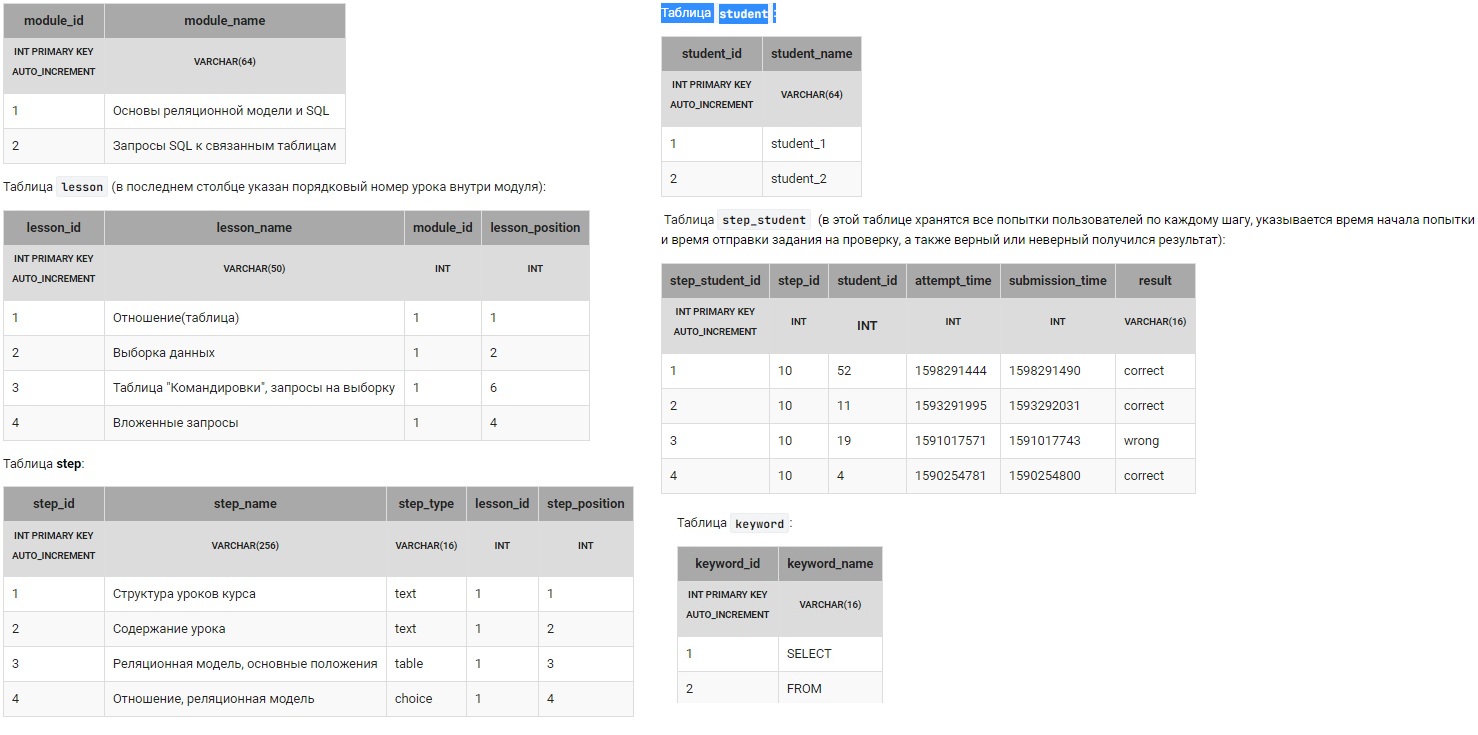 module_id module_name
INT PRIMARY KEY
AUTO_INCREMENT VARCHAR(64)
1 Основы реляционной модели и SQL
2 Запросы SQL к связанным таблицам
Таблица lesson (в последнем столбце указан порядковый номер урока внутри модуля):
lesson_id lesson_name module_id lesson_position
INT PRIMARY KEY
AUTO_INCREMENT VARCHAR(50) INT INT
1 Отношение(таблица) 1 1
2 Выборка данных 1 2
3 Таблица "Командировки", запросы на выборку 1 6
4 Вложенные запросы 1 4
Таблица step:
step_id step_name step_type lesson_id step_position
INT PRIMARY KEY
AUTO_INCREMENT VARCHAR(256) VARCHAR(16) INT INT
1 Структура уроков курса text 1 1
2 Содержание урока text 1 2
3 Реляционная модель, основные положения table 1 3
4 Отношение, реляционная модель choice 1 4
Таблица student:
student_id student_name
INT PRIMARY KEY
AUTO_INCREMENT VARCHAR(64)
1 student_1
2 student_2
Таблица step_student (в этой таблице хранятся все попытки пользователей по каждому шагу, указывается время начала попытки
и время отправки задания на проверку, а также верный или неверный получился результат):
step_student_id step_id student_id attempt_time submission_time result
INT PRIMARY KEY
AUTO_INCREMENT INT INT INT INT VARCHAR(16)
1 10 52 1598291444 1598291490 correct
2 10 11 1593291995 1593292031 correct
3 10 19 1591017571 1591017743 wrong
4 10 4 1590254781 1590254800 correct
Таблица keyword:
keyword_id keyword_name
INT PRIMARY KEY
AUTO_INCREMENT VARCHAR(16)
1 SELECT
2 FROM